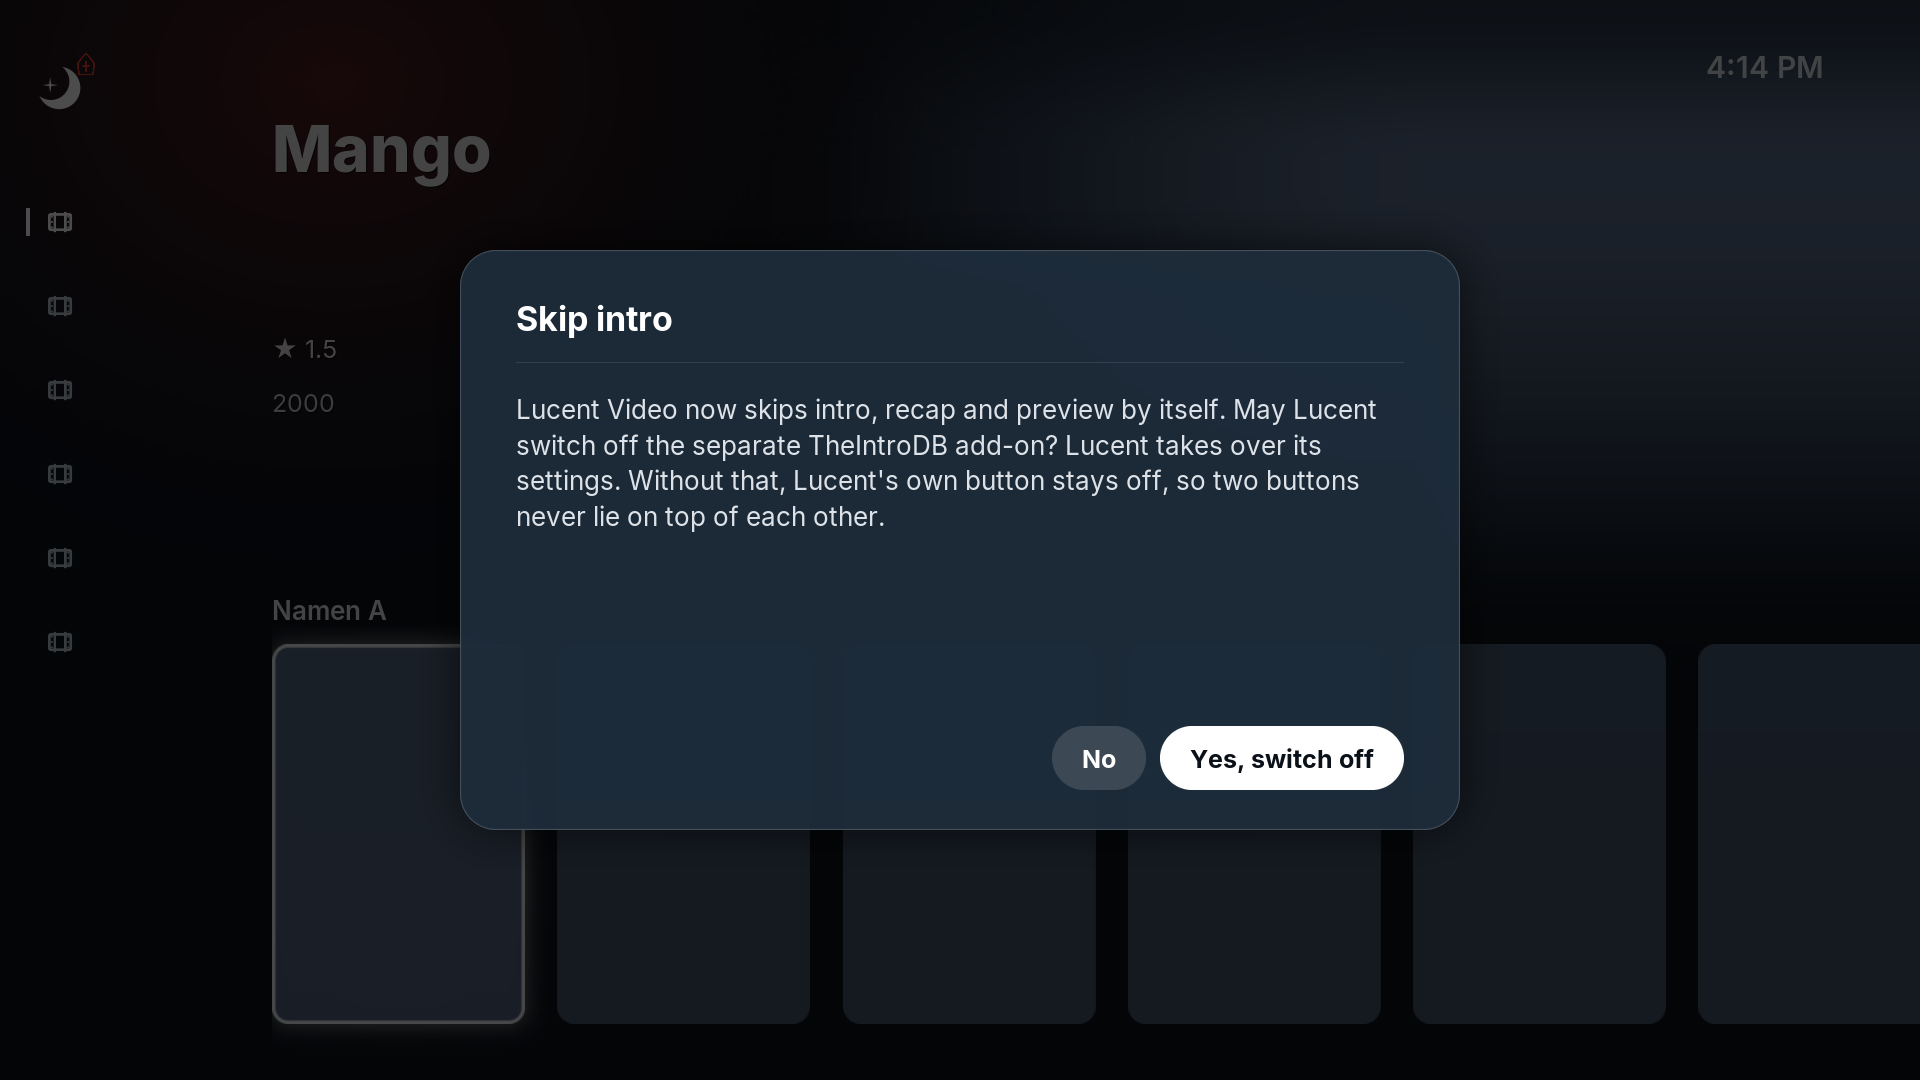 4:14 PM
Mango
★ 1.5
2000
Namen A
Skip intro
Lucent Video now skips intro, recap and preview by itself. May Lucent
switch off the separate TheIntroDB add-on? Lucent takes over its
settings. Without that, Lucent's own button stays off, so two buttons
never lie on top of each other.
No
Yes, switch off